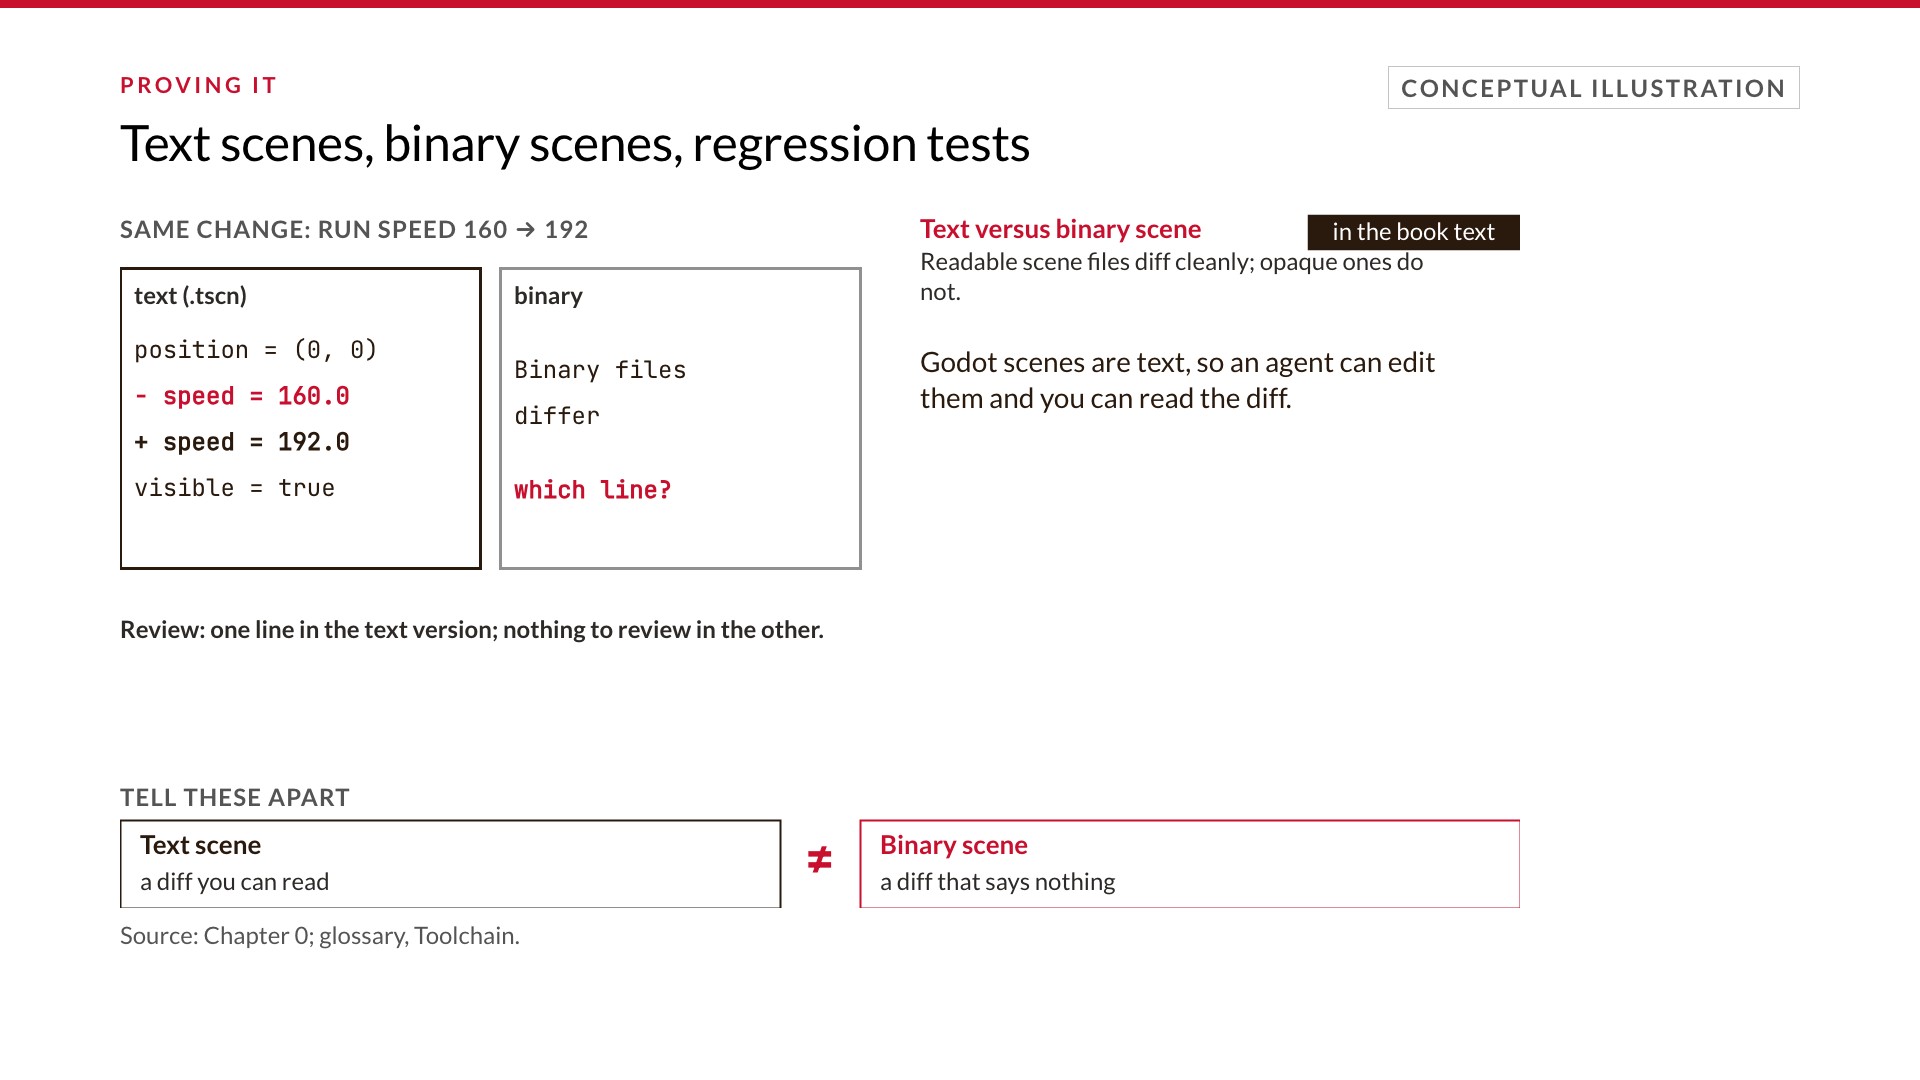 PROVING IT
CONCEPTUAL ILLUSTRATION
Text scenes, binary scenes, regression tests
SAME CHANGE: RUN SPEED 160 → 192
text (.tscn)
position = (0, 0)
- speed = 160.0
+ speed = 192.0
visible = true
binary
Binary files
differ
which line?
Review: one line in the text version; nothing to review in the other.
Text versus binary scene
in the book text
Readable scene files diff cleanly; opaque ones do
not.
Godot scenes are text, so an agent can edit
them and you can read the diff.
TELL THESE APART
Text scene
a diff you can read
≠
Binary scene
a diff that says nothing
Source: Chapter 0; glossary, Toolchain.